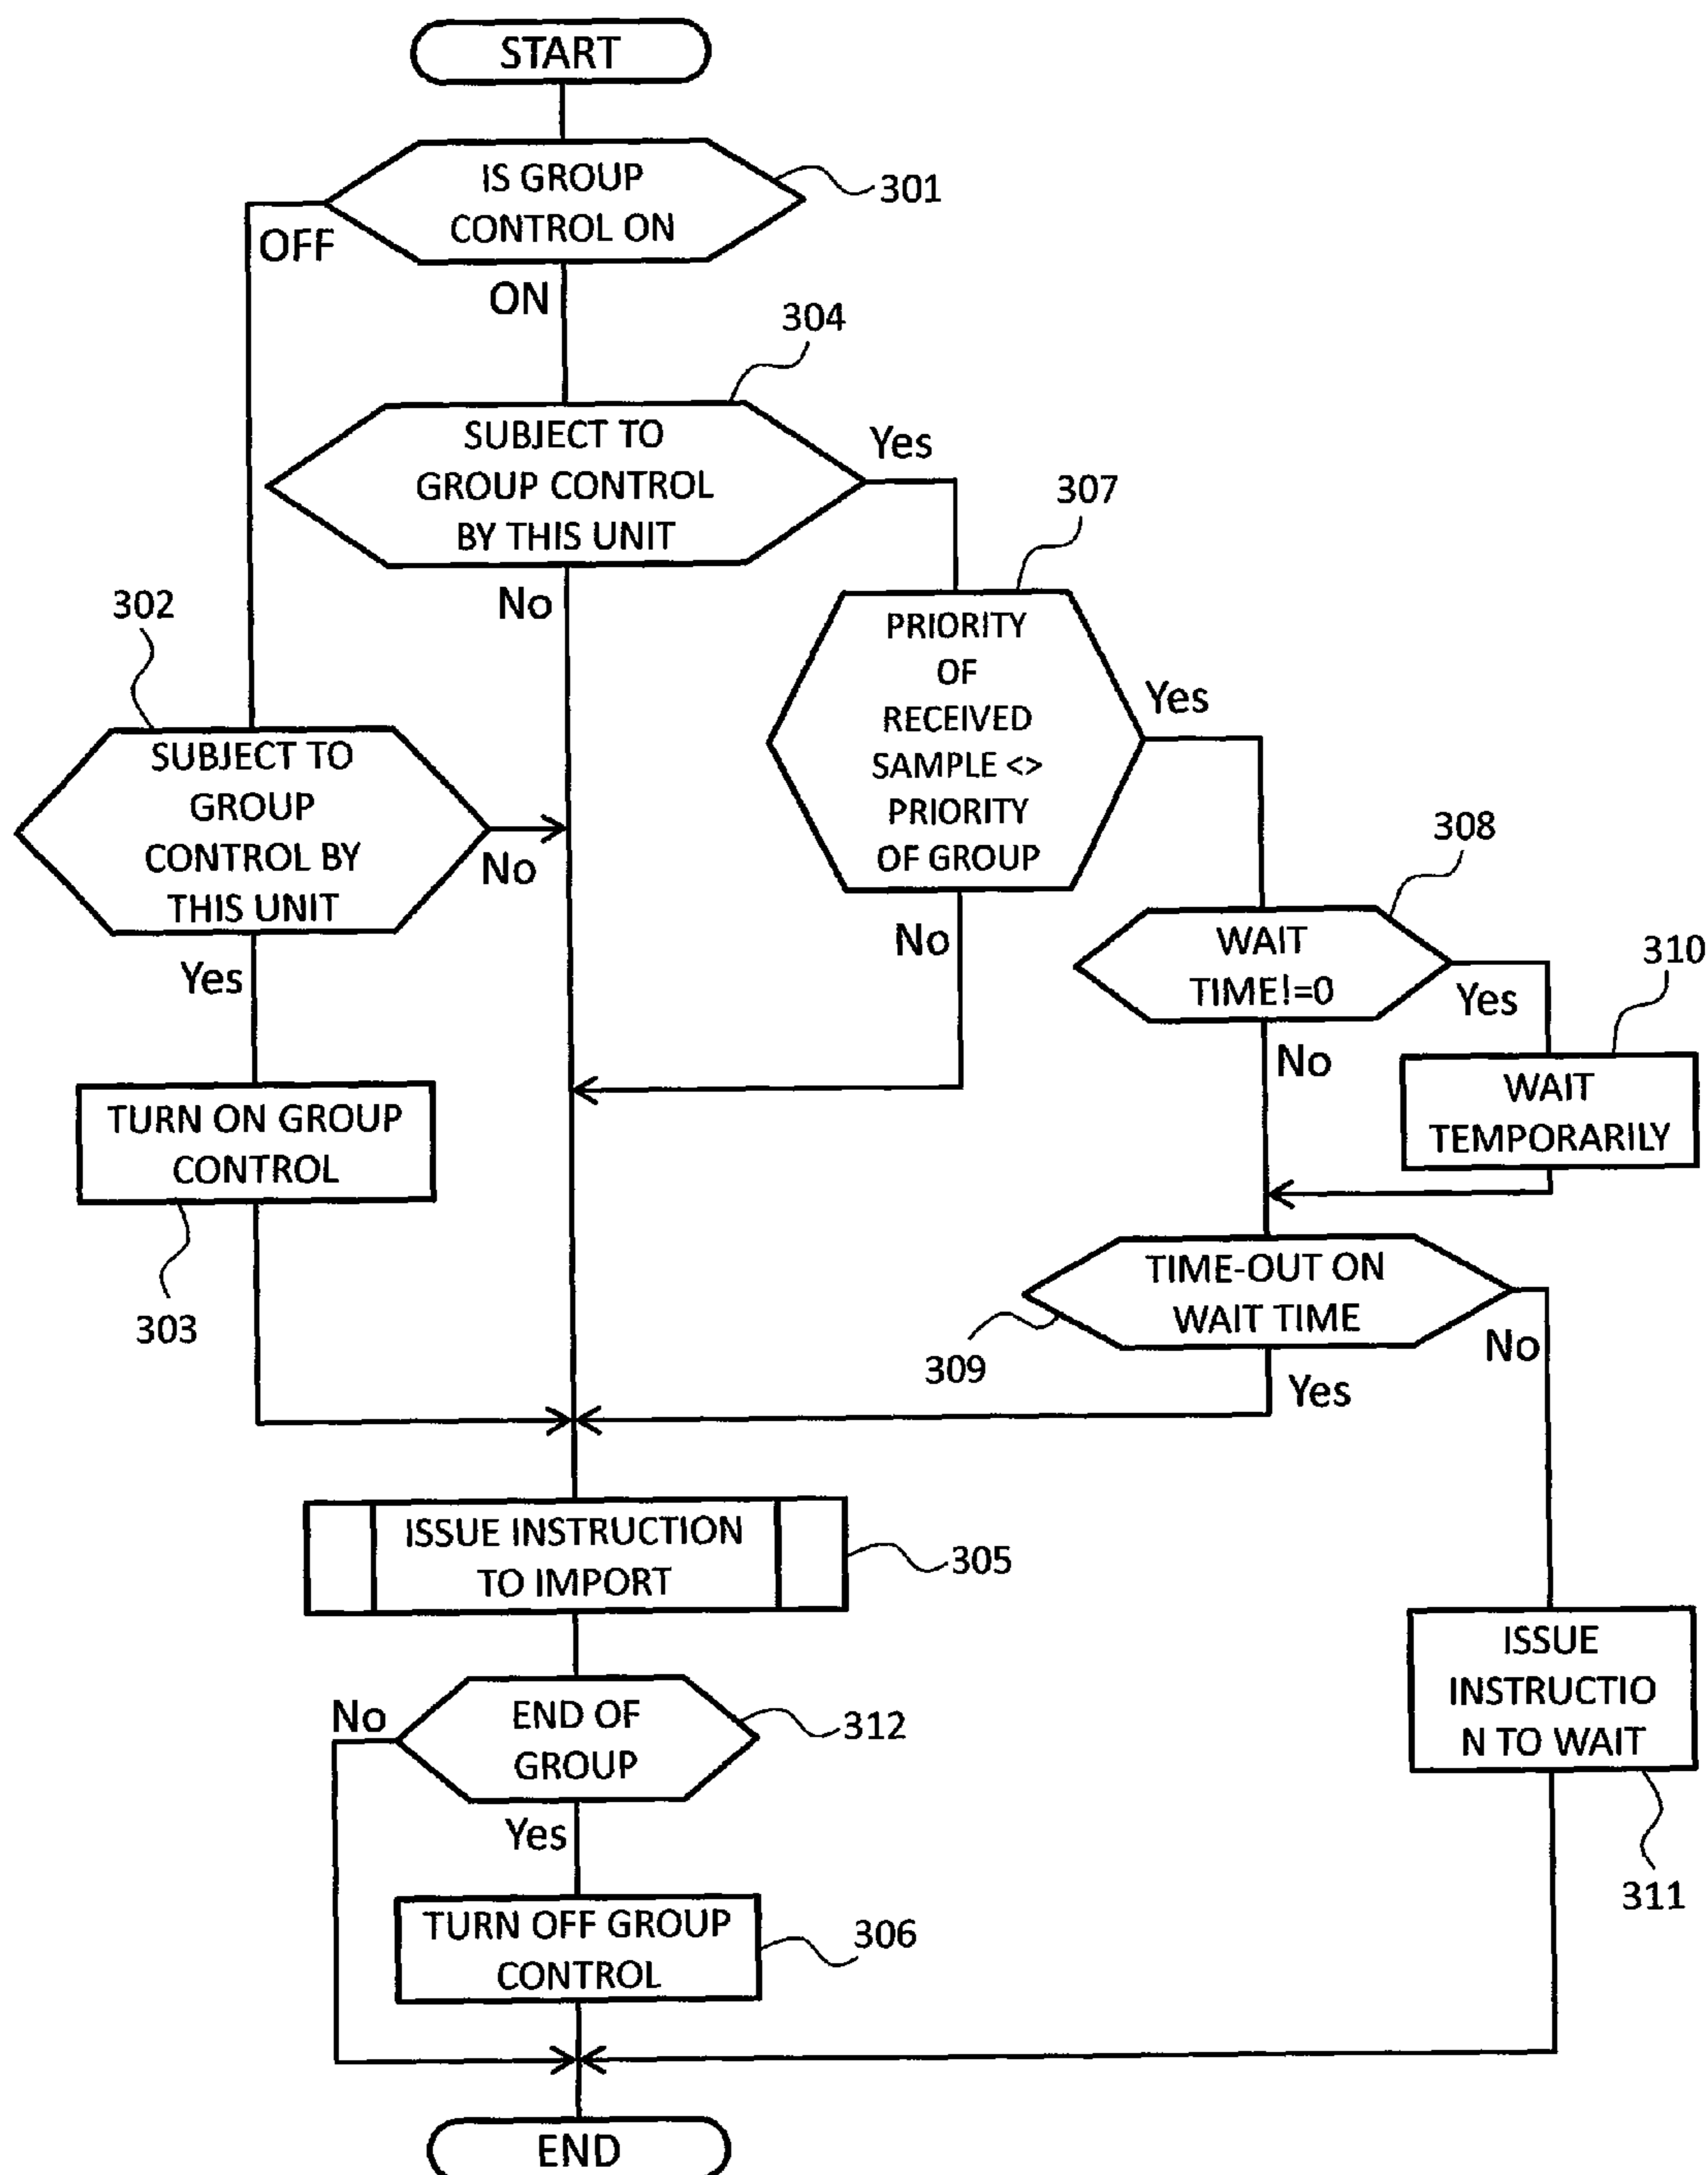 START
IS GROUP
CONTROL ON
301
OFF
ON
304
SUBJECT TO
GROUP CONTROL
BY THIS UNIT
Yes
No
307
PRIORITY
OF
RECEIVED
SAMPLE <>
PRIORITY
OF GROUP
Yes
No
302
SUBJECT TO
GROUP
CONTROL BY
THIS UNIT
No
Yes
308
WAIT
TIME!=0
Yes
No
310
WAIT
TEMPORARILY
TURN ON GROUP
CONTROL
303
TIME-OUT ON
WAIT TIME
309
No
Yes
ISSUE INSTRUCTION
TO IMPORT
305
ISSUE
INSTRUCTIO
N TO WAIT
311
END OF
GROUP
312
No
Yes
TURN OFF GROUP
CONTROL
306
END